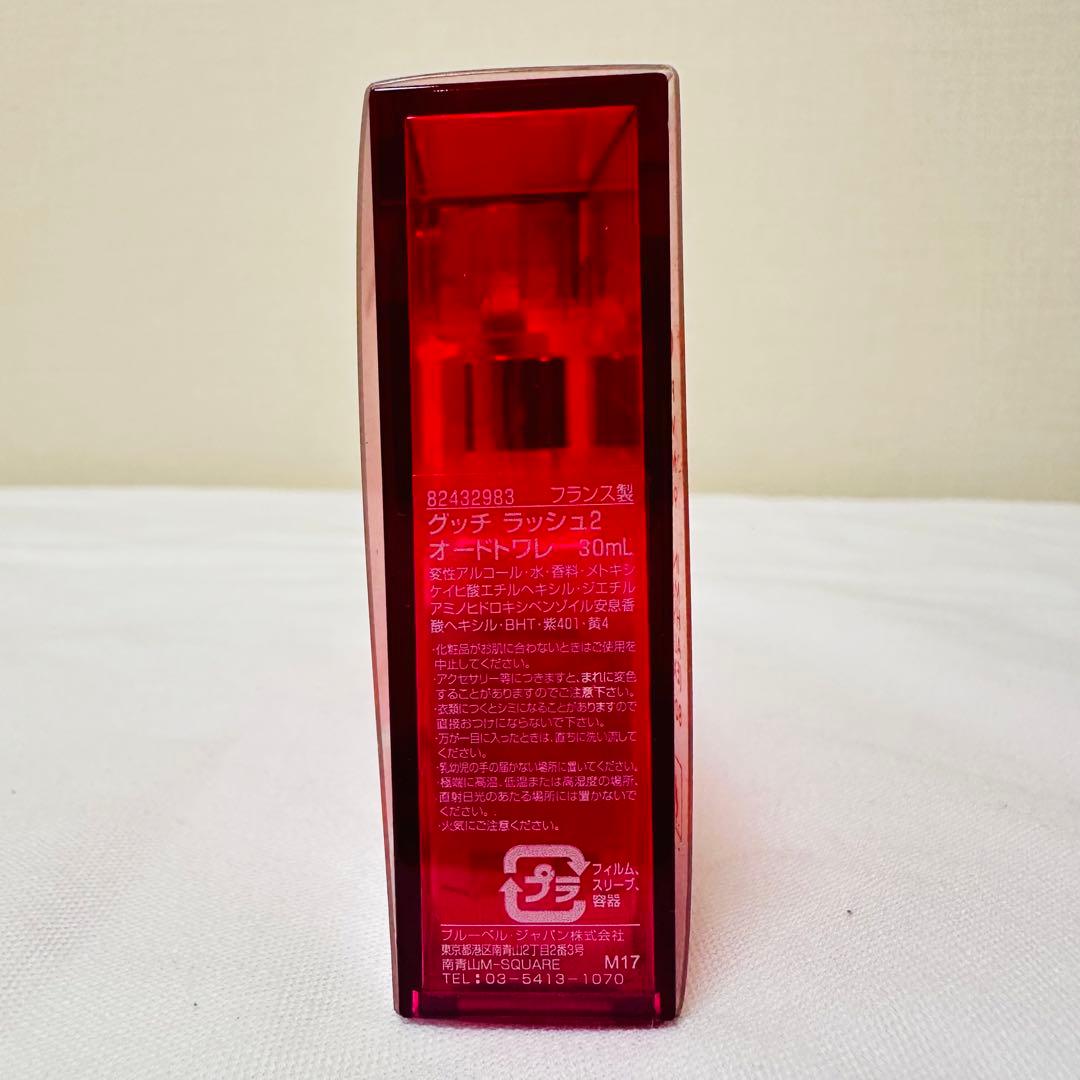 82432983 フランス製
グッチ ラッシュ2
オードトワレ 30mL
変性アルコール・水・香料・メトキシ
ケイヒ酸エチルヘキシル・ジエチル
アミノヒドロキシベンゾイル安息香
酸ヘキシル・BHT・紫401・黄4
・化粧品がお肌に合わないときはご使用を
中止してください。
・アクセサリー等につきますと、まれに変色
することがありますのでご注意下さい。
・衣類につくとシミになることがありますので
直接おつけにならないで下さい。
・万が一目に入ったときは、直ちに洗い流して
ください。
・乳幼児の手の届かない場所に置いてください。
・極端に高温、低温または高湿度の場所、
直射日光のあたる場所には置かないで
ください。
・火気にご注意ください。
プラ
フィルム、
スリーブ、
容器
ブルーベル・ジャパン株式会社
東京都港区南青山2丁目2番3号
南青山M-SQUARE M17
TEL:03-5413-1070